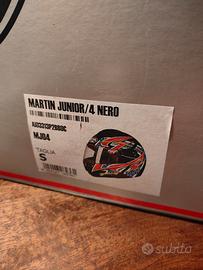 MARTIN JUNIOR/4 NERO
MJ04
TAGLIA
S
subito